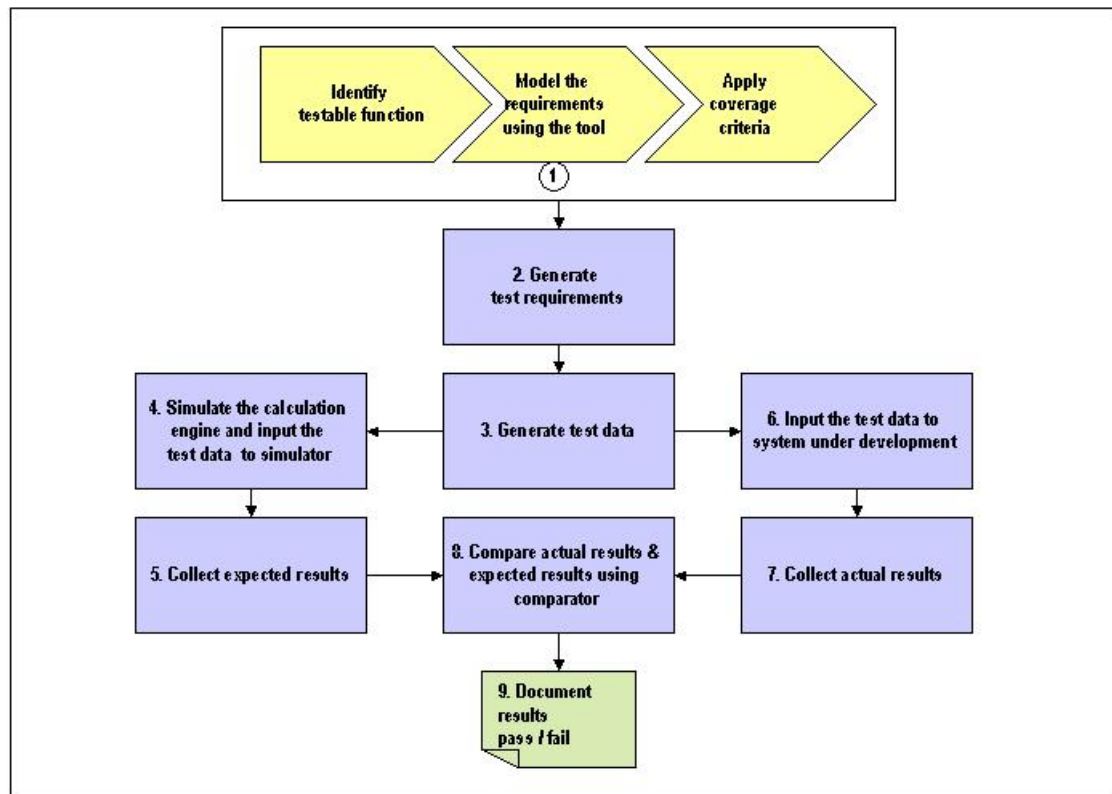 Identify
testable function
Model the
requirements
using the tool
Apply
coverage
criteria
1
2. Generate
test requirements
4. Simulate the calculation
engine and input the
test data to simulator
3. Generate test data
6. Input the test data to
system under development
5. Collect expected results
8. Compare actual results &
expected results using
comparator
7. Collect actual results
9. Document
results
pass / fail